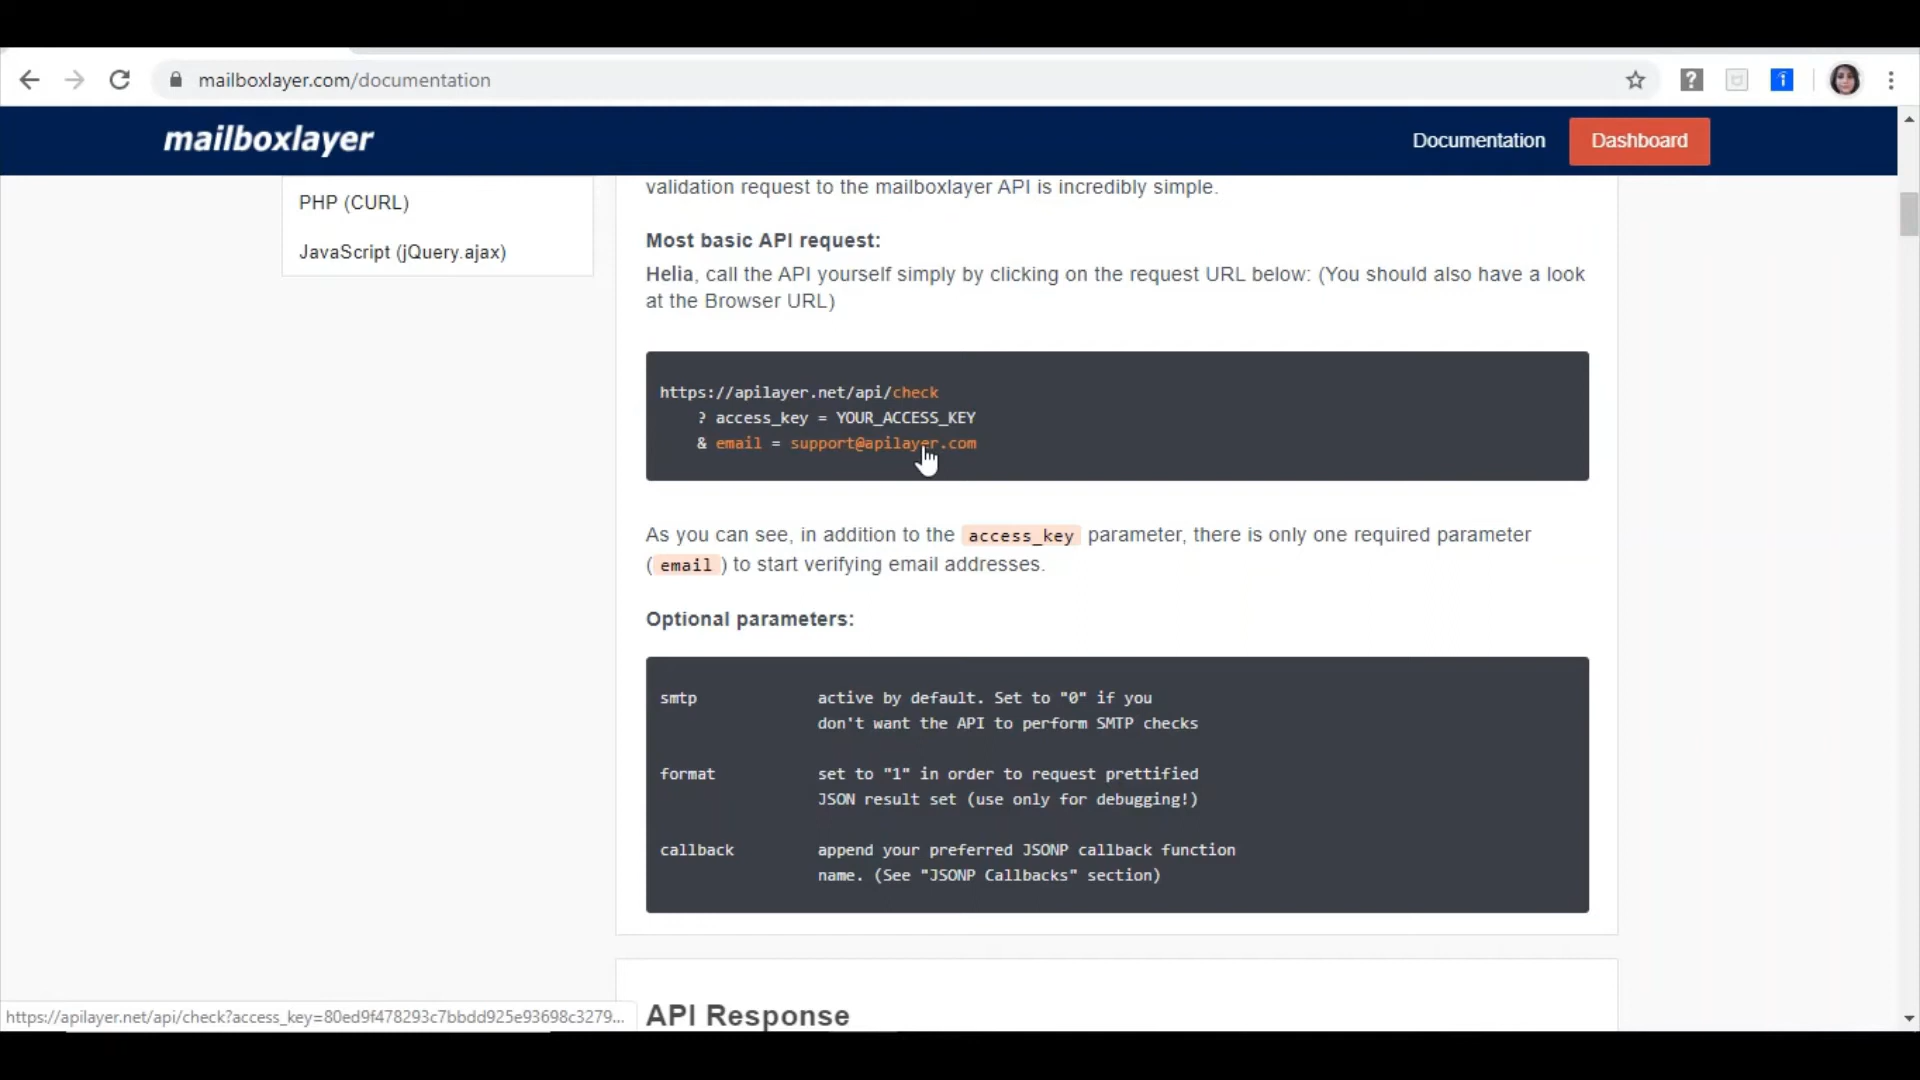 mailboxlayer.com/documentation
mailboxlayer
Documentation
Dashboard
PHP (CURL)
JavaScript (jQuery.ajax)
validation request to the mailboxlayer API is incredibly simple.
Most basic API request:
Helia, call the API yourself simply by clicking on the request URL below: (You should also have a look
at the Browser URL)
https://apilayer.net/api/check
? access_key = YOUR_ACCESS_KEY
& email = support@apilayer.com
As you can see, in addition to the access_key parameter, there is only one required parameter
( email ) to start verifying email addresses.
Optional parameters:
smtp active by default. Set to "0" if you
don't want the API to perform SMTP checks
format set to "1" in order to request prettified
JSON result set (use only for debugging!)
callback append your preferred JSONP callback function
name. (See "JSONP Callbacks" section)
API Response
https://apilayer.net/api/check?access_key=80ed9f478293c7bbdd925e93698c3279...